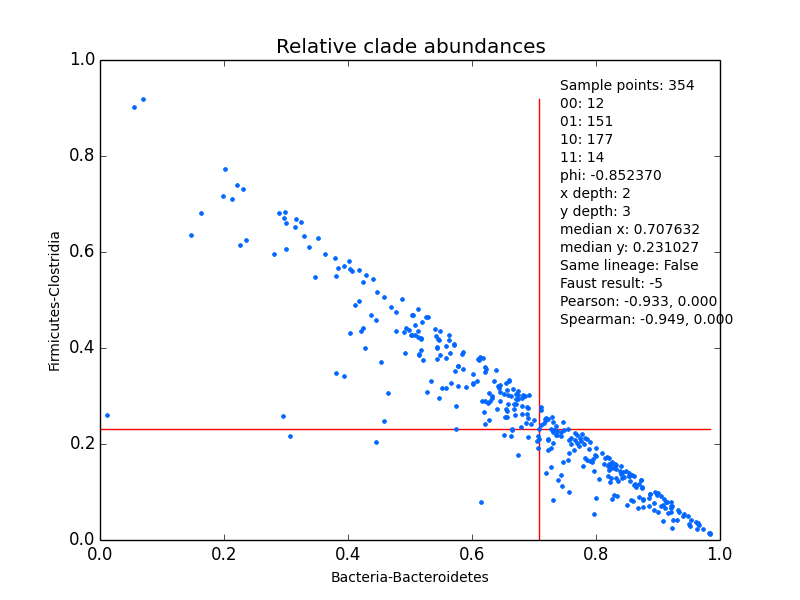 Relative clade abundances
1.0
0.8
0.6
0.4
0.2
0.0
Firmicutes-Clostridia
Sample points: 354
00: 12
01: 151
10: 177
11: 14
phi: -0.852370
x depth: 2
y depth: 3
median x: 0.707632
median y: 0.231027
Same lineage: False
Faust result: -5
Pearson: -0.933, 0.000
Spearman: -0.949, 0.000
0.0 0.2 0.4 0.6 0.8 1.0
Bacteria-Bacteroidetes